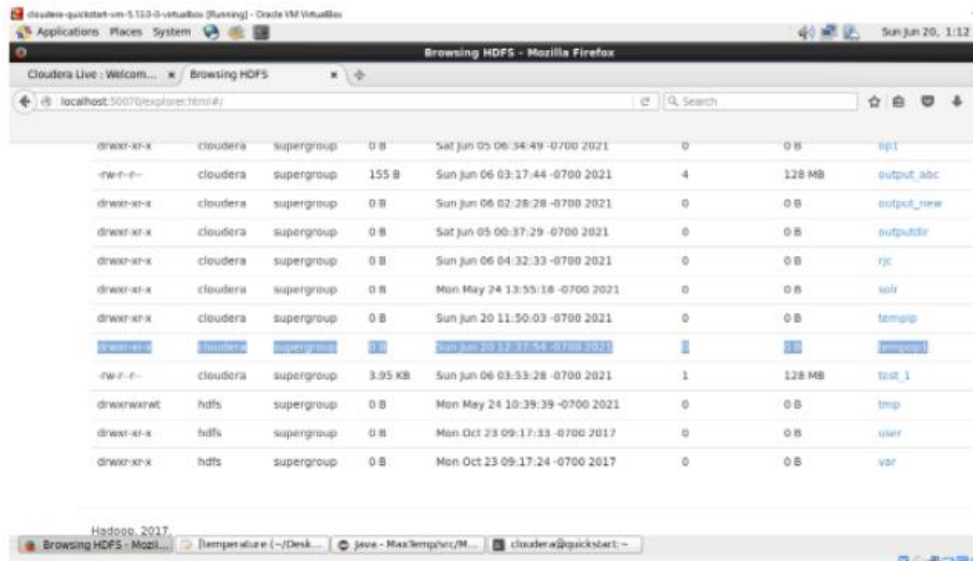 cloudera-quickstart-vm-5.13.0-0-virtualbox [Running] - Oracle VM VirtualBox
Applications Places System Sun Jun 20, 1:12
Browsing HDFS - Mozilla Firefox
Cloudera Live : Welcom... Browsing HDFS
localhost:50070/explorer.html#/ Search
drwxr-xr-x cloudera supergroup 0 B Sat Jun 05 06:34:49 -0700 2021 0 0 B op1
-rw-r--r-- cloudera supergroup 155 B Sun Jun 06 03:17:44 -0700 2021 4 128 MB output_abc
drwxr-xr-x cloudera supergroup 0 B Sun Jun 06 02:28:28 -0700 2021 0 0 B output_new
drwxr-xr-x cloudera supergroup 0 B Sat Jun 05 00:37:29 -0700 2021 0 0 B outputdir
drwxr-xr-x cloudera supergroup 0 B Sun Jun 06 04:32:33 -0700 2021 0 0 B rjc
drwxr-xr-x cloudera supergroup 0 B Mon May 24 13:55:18 -0700 2021 0 0 B solr
drwxr-xr-x cloudera supergroup 0 B Sun Jun 20 11:50:03 -0700 2021 0 0 B tempip
drwxr-xr-x cloudera supergroup 0 B Sun Jun 20 12:37:54 -0700 2021 0 0 B tempop1
-rw-r--r-- cloudera supergroup 3.95 KB Sun Jun 06 03:53:28 -0700 2021 1 128 MB test_1
drwxrwxrwt hdfs supergroup 0 B Mon May 24 10:39:39 -0700 2021 0 0 B tmp
drwxr-xr-x hdfs supergroup 0 B Mon Oct 23 09:17:33 -0700 2017 0 0 B user
drwxr-xr-x hdfs supergroup 0 B Mon Oct 23 09:17:24 -0700 2017 0 0 B var
Hadoop, 2017.
Browsing HDFS - Mozil... [temperature (~/Desk... Java - MaxTemp/src/M... cloudera@quickstart:~